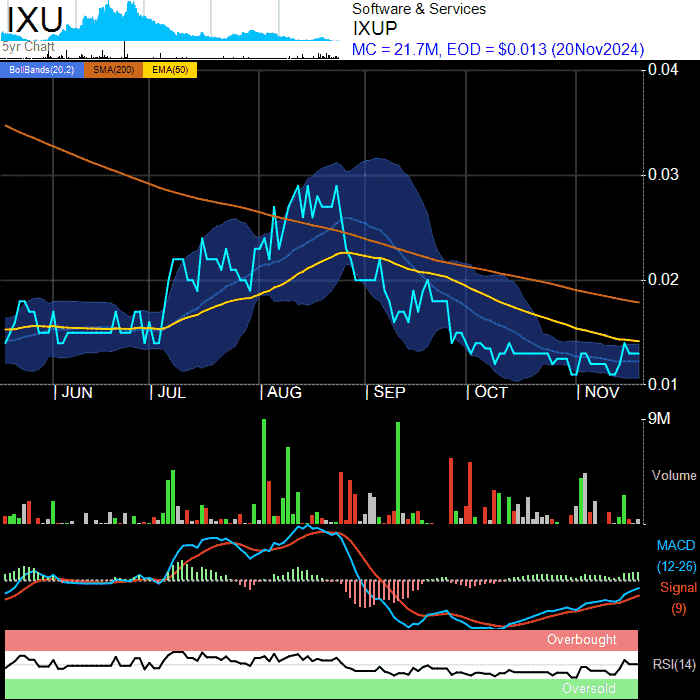 IXU
5yr Chart
Software & Services
IXUP
MC = 21.7M, EOD = $0.013 (20Nov2024)
BollBands(20,2) SMA(200) EMA(50)
0.04
0.03
0.02
0.01
JUN JUL AUG SEP OCT NOV
9M
Volume
MACD
(12-26)
Signal
(9)
Overbought
RSI(14)
Oversold